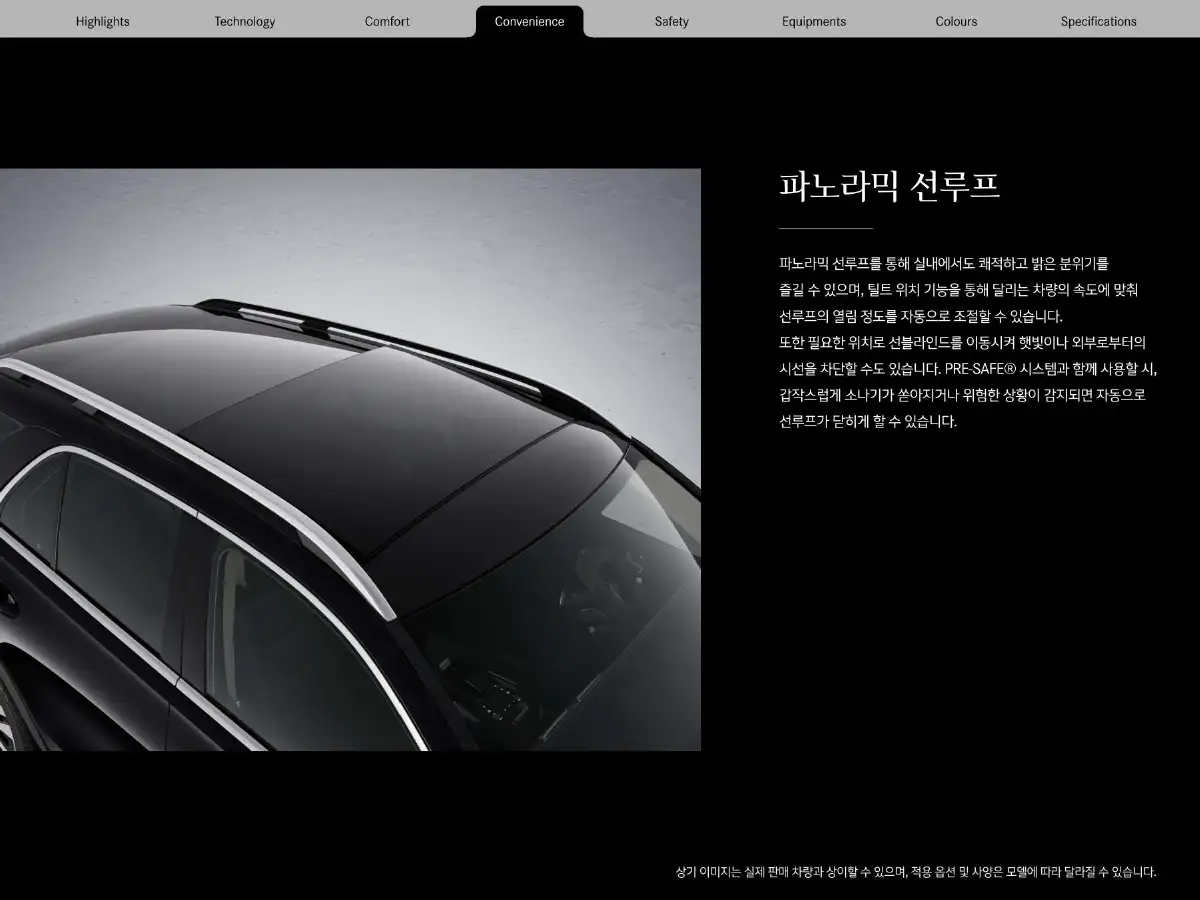 Highlights
Technology
Comfort
Convenience
Safety
Equipments
Colours
Specifications
파노라믹 선루프
파노라믹 선루프를 통해 실내에서도 쾌적하고 밝은 분위기를
즐길 수 있으며, 틸트 위치 기능을 통해 달리는 차량의 속도에 맞춰
선루프의 열림 정도를 자동으로 조절할 수 있습니다.
또한 필요한 위치로 선블라인드를 이동시켜 햇빛이나 외부로부터의
시선을 차단할 수도 있습니다. PRE-SAFE® 시스템과 함께 사용할 시,
갑작스럽게 소나기가 쏟아지거나 위험한 상황이 감지되면 자동으로
선루프가 닫히게 할 수 있습니다.
상기 이미지는 실제 판매 차량과 상이할 수 있으며, 적용 옵션 및 사양은 모델에 따라 달라질 수 있습니다.